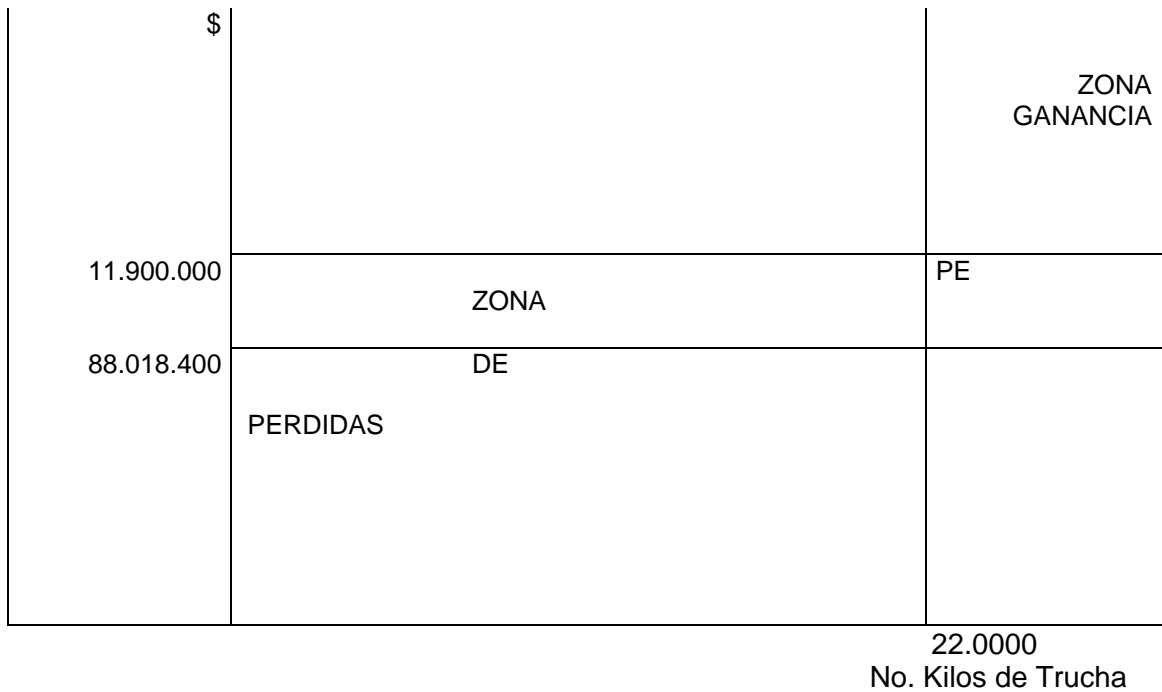 $
ZONA
GANANCIA
11.900.000
PE
ZONA
88.018.400
DE
PERDIDAS
22.0000
No. Kilos de Trucha